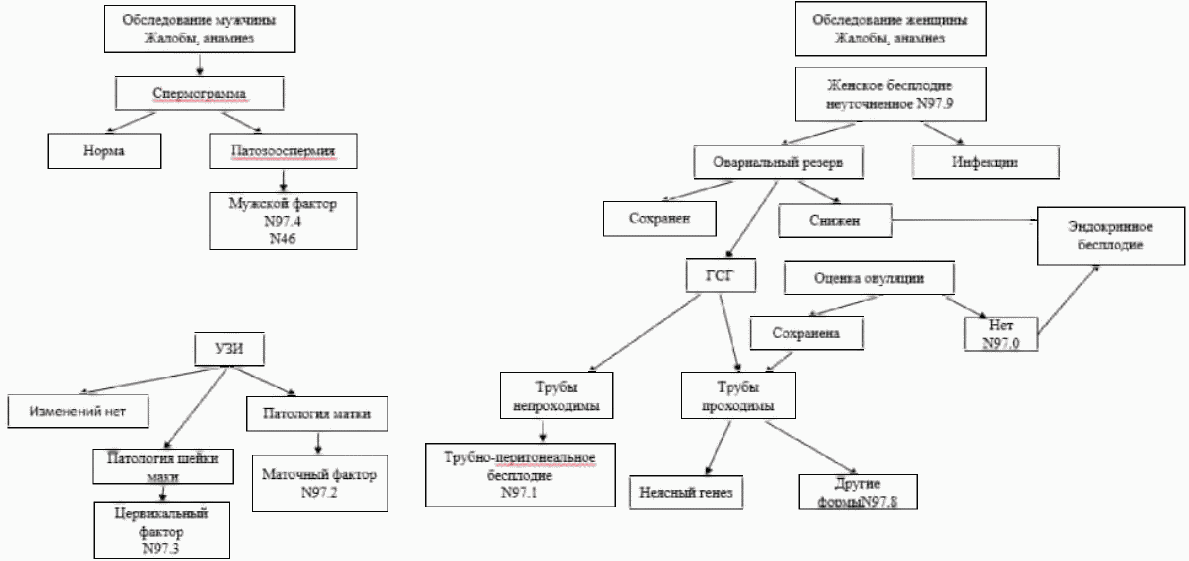 Обследование мужчины
Жалобы, анамнез
Спермограмма
Норма
Патозооспермия
Мужской фактор
N97.4
N46
УЗИ
Изменений нет
Патология матки
Патология шейки
маки
Маточный фактор
N97.2
Цервикальный
фактор
N97.3
Обследование женщины
Жалобы, анамнез
Женское бесплодие
неуточненное N97.9
Овариальный резерв
Инфекции
Сохранен
Снижен
Эндокринное
бесплодие
ГСГ
Оценка овуляции
Сохранена
Нет
N97.0
Трубы
непроходимы
Трубы
проходимы
Трубно-перитонеальное
бесплодие
N97.1
Неясный генез
Другие
формыN97.8